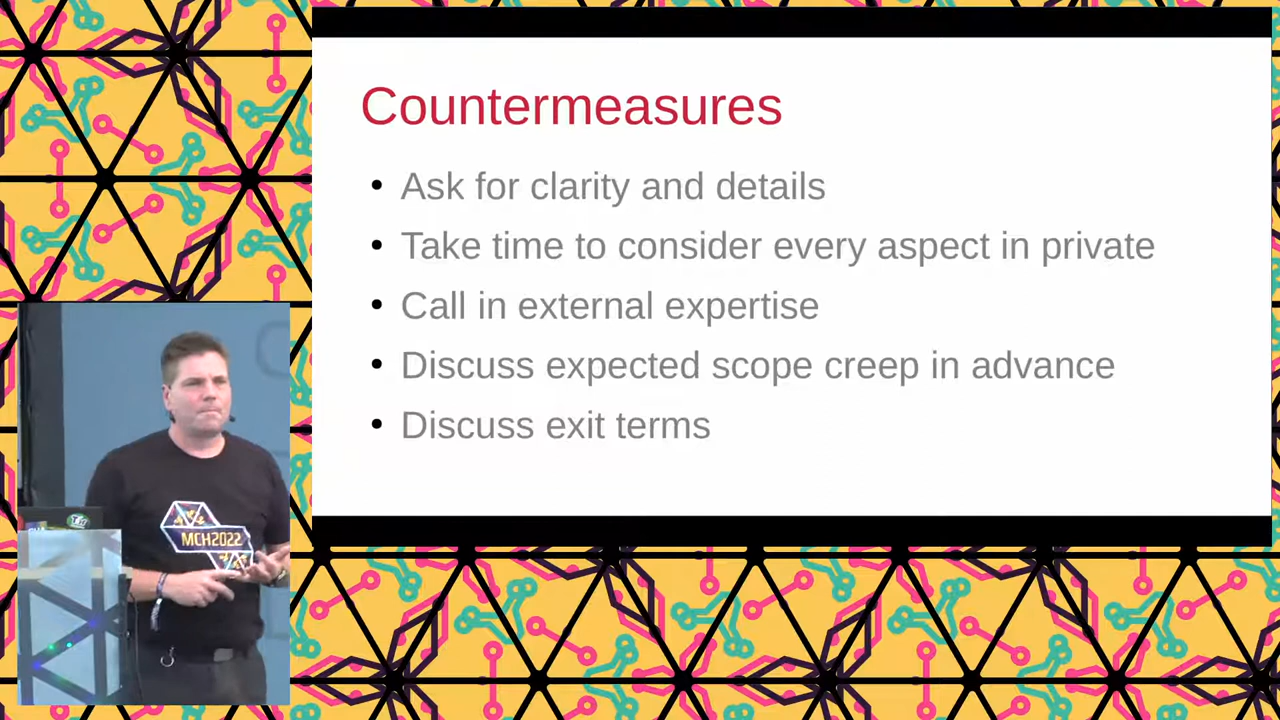 Countermeasures
Ask for clarity and details
Take time to consider every aspect in private
Call in external expertise
Discuss expected scope creep in advance
Discuss exit terms
MCH2022